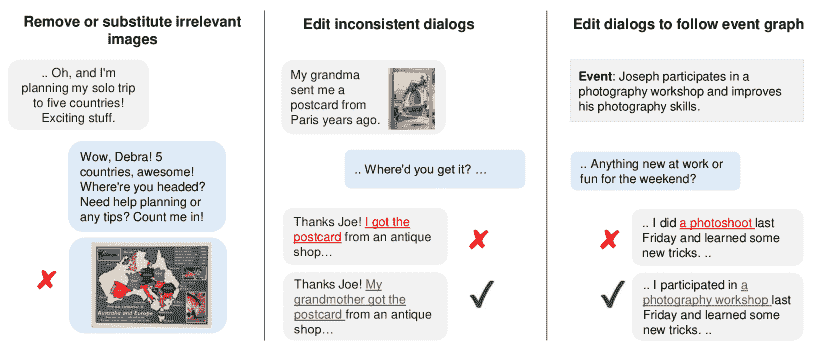 Remove or substitute irrelevant
images
.. Oh, and I'm
planning my solo trip
to five countries!
Exciting stuff.
Wow, Debra! 5
countries, awesome!
Where're you headed?
Need help planning or
any tips? Count me in!
Australia and Europe
Edit inconsistent dialogs
My grandma
sent me a
postcard from
Paris years ago.
.. Where'd you get it? ...
Thanks Joe! I got the
postcard from an antique
shop...
Thanks Joe! My
grandmother got the
postcard from an antique
shop...
Edit dialogs to follow event graph
Event: Joseph participates in a
photography workshop and improves
his photography skills.
.. Anything new at work or
fun for the weekend?
.. I did a photoshoot last
Friday and learned some
new tricks. ..
.. I participated in a
photography workshop last
Friday and learned some
new tricks. ..